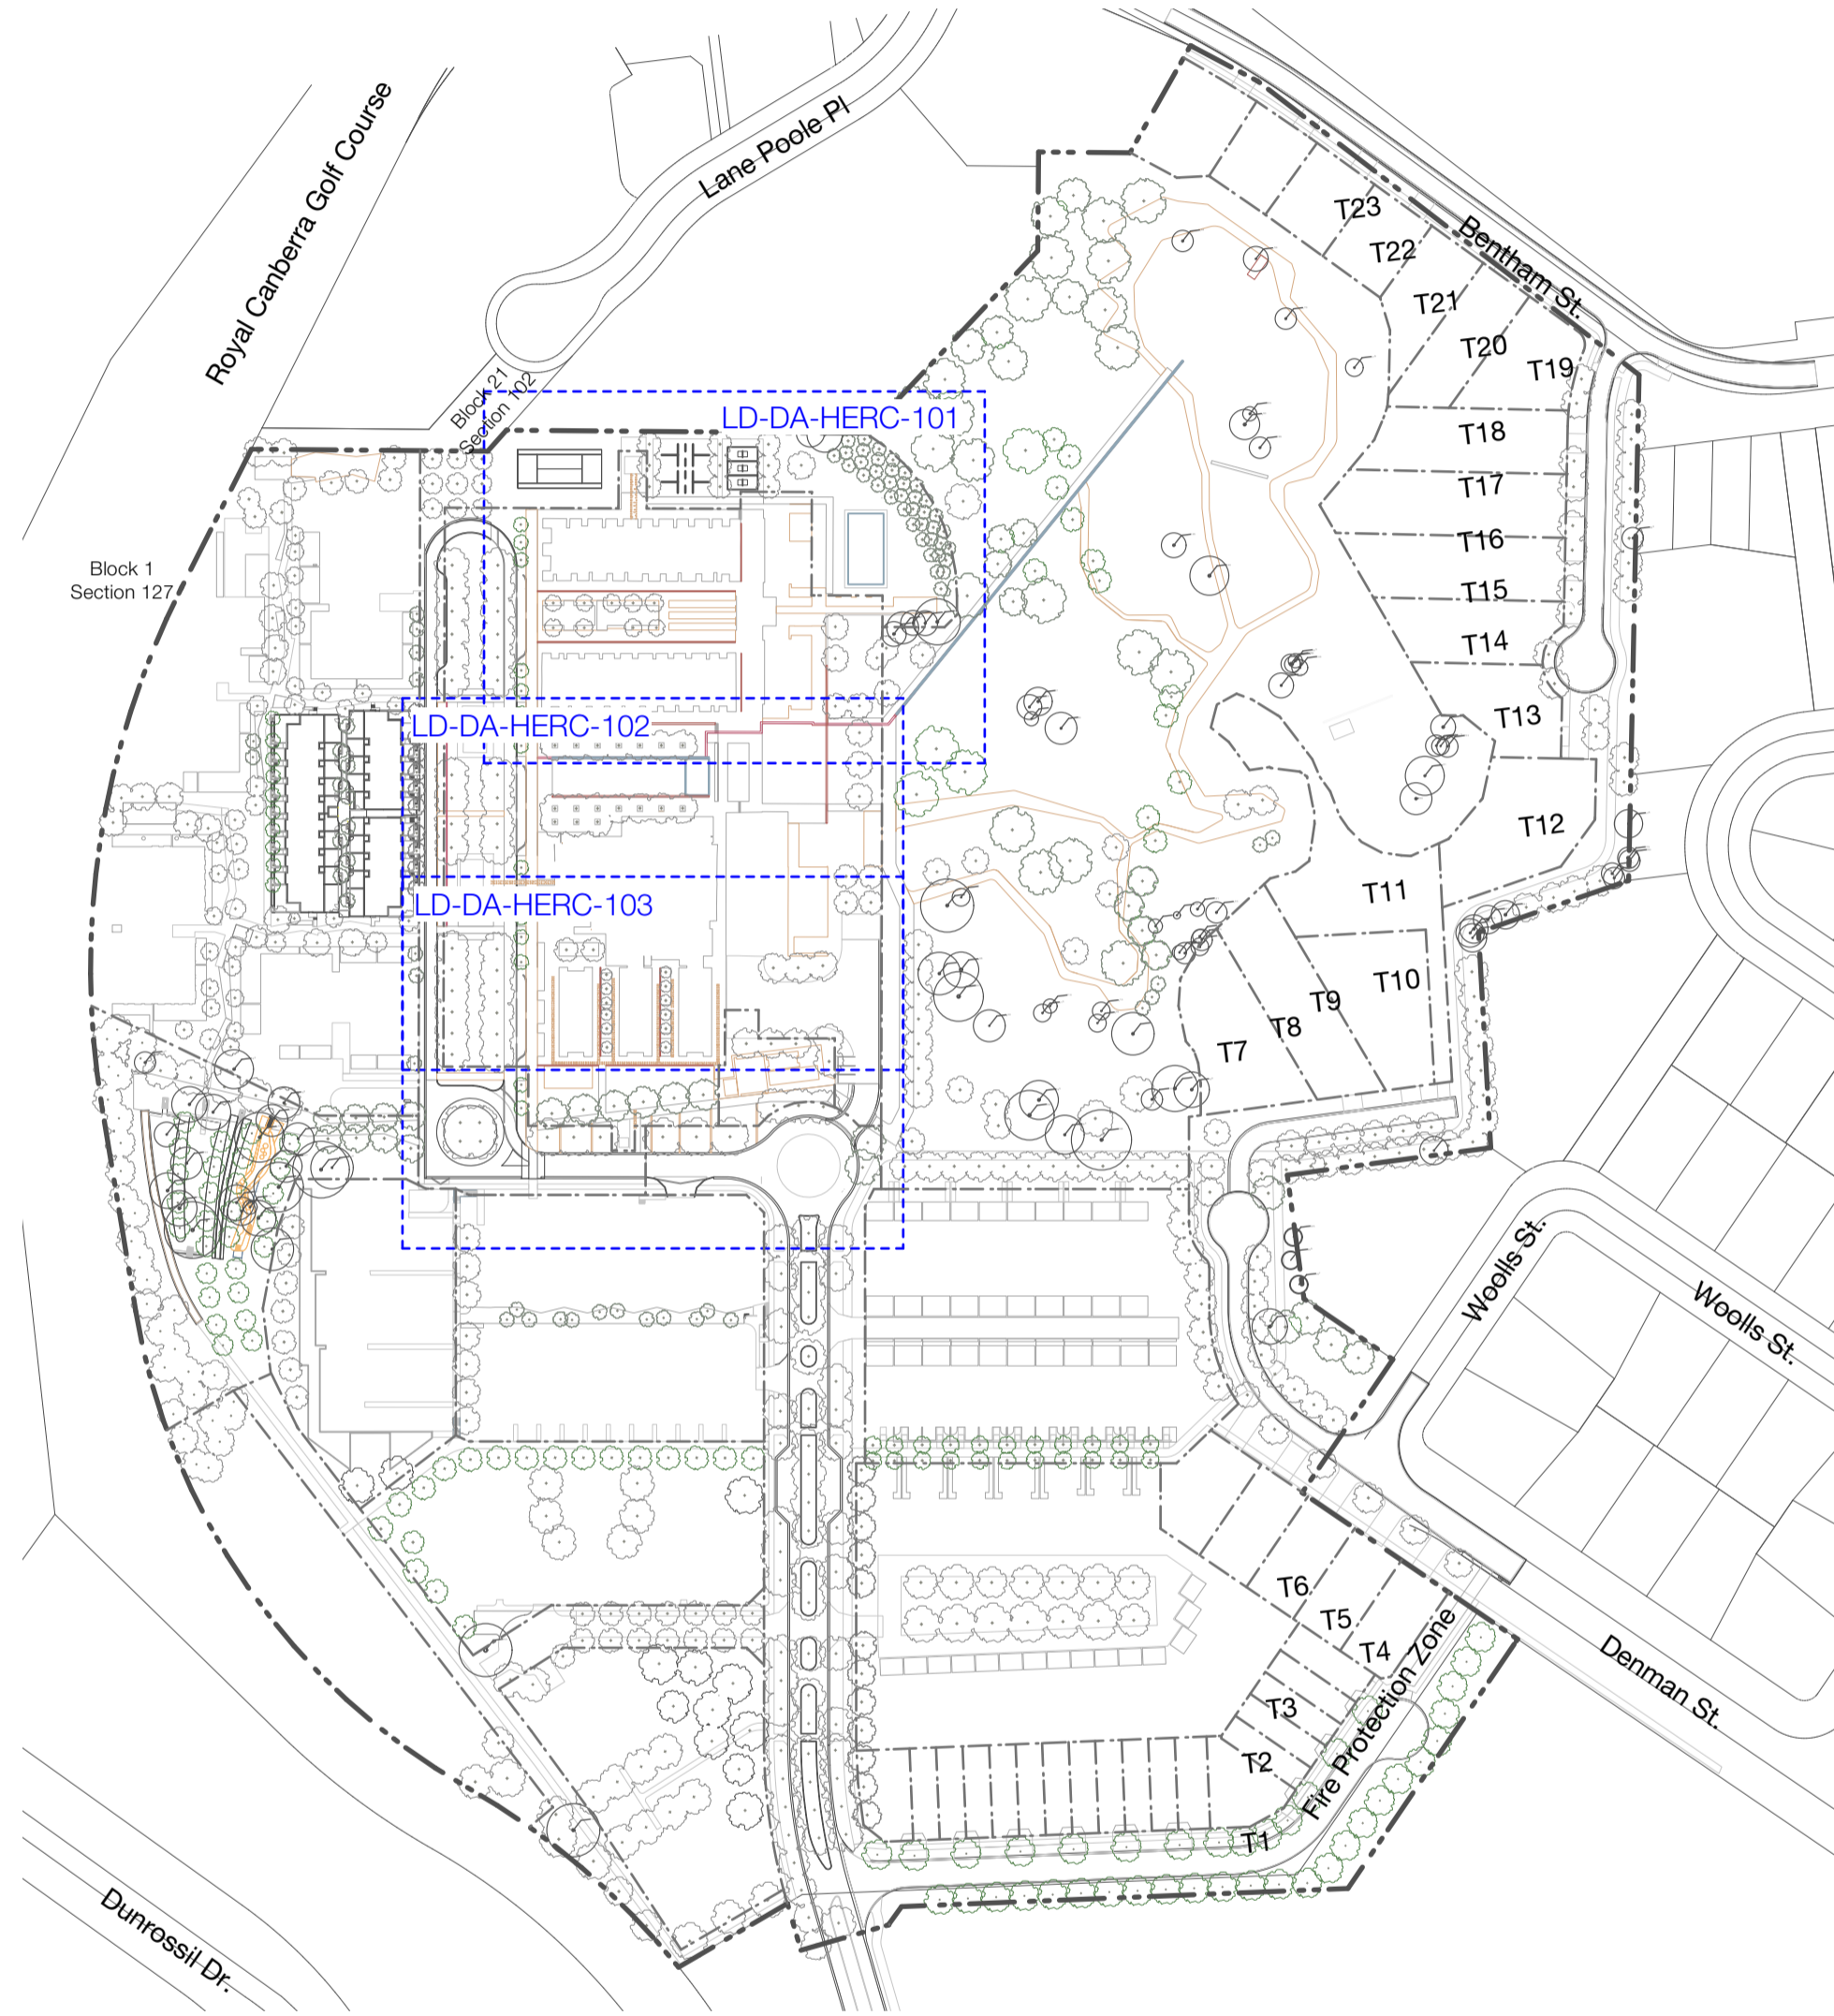 Royal Canberra Golf Course
Lane Poole Pl
Bentham St.
Block 21
Section 102
Block 1
Section 127
LD-DA-HERC-101
LD-DA-HERC-102
LD-DA-HERC-103
T23
T22
T21
T20
T19
T18
T17
T16
T15
T14
T13
T12
T11
T10
T9
T8
T7
Woolls St.
Woolls St.
T6
T5
T4
T3
T2
T1
Fire Protection Zone
Denman St.
Dunrossil Dr.